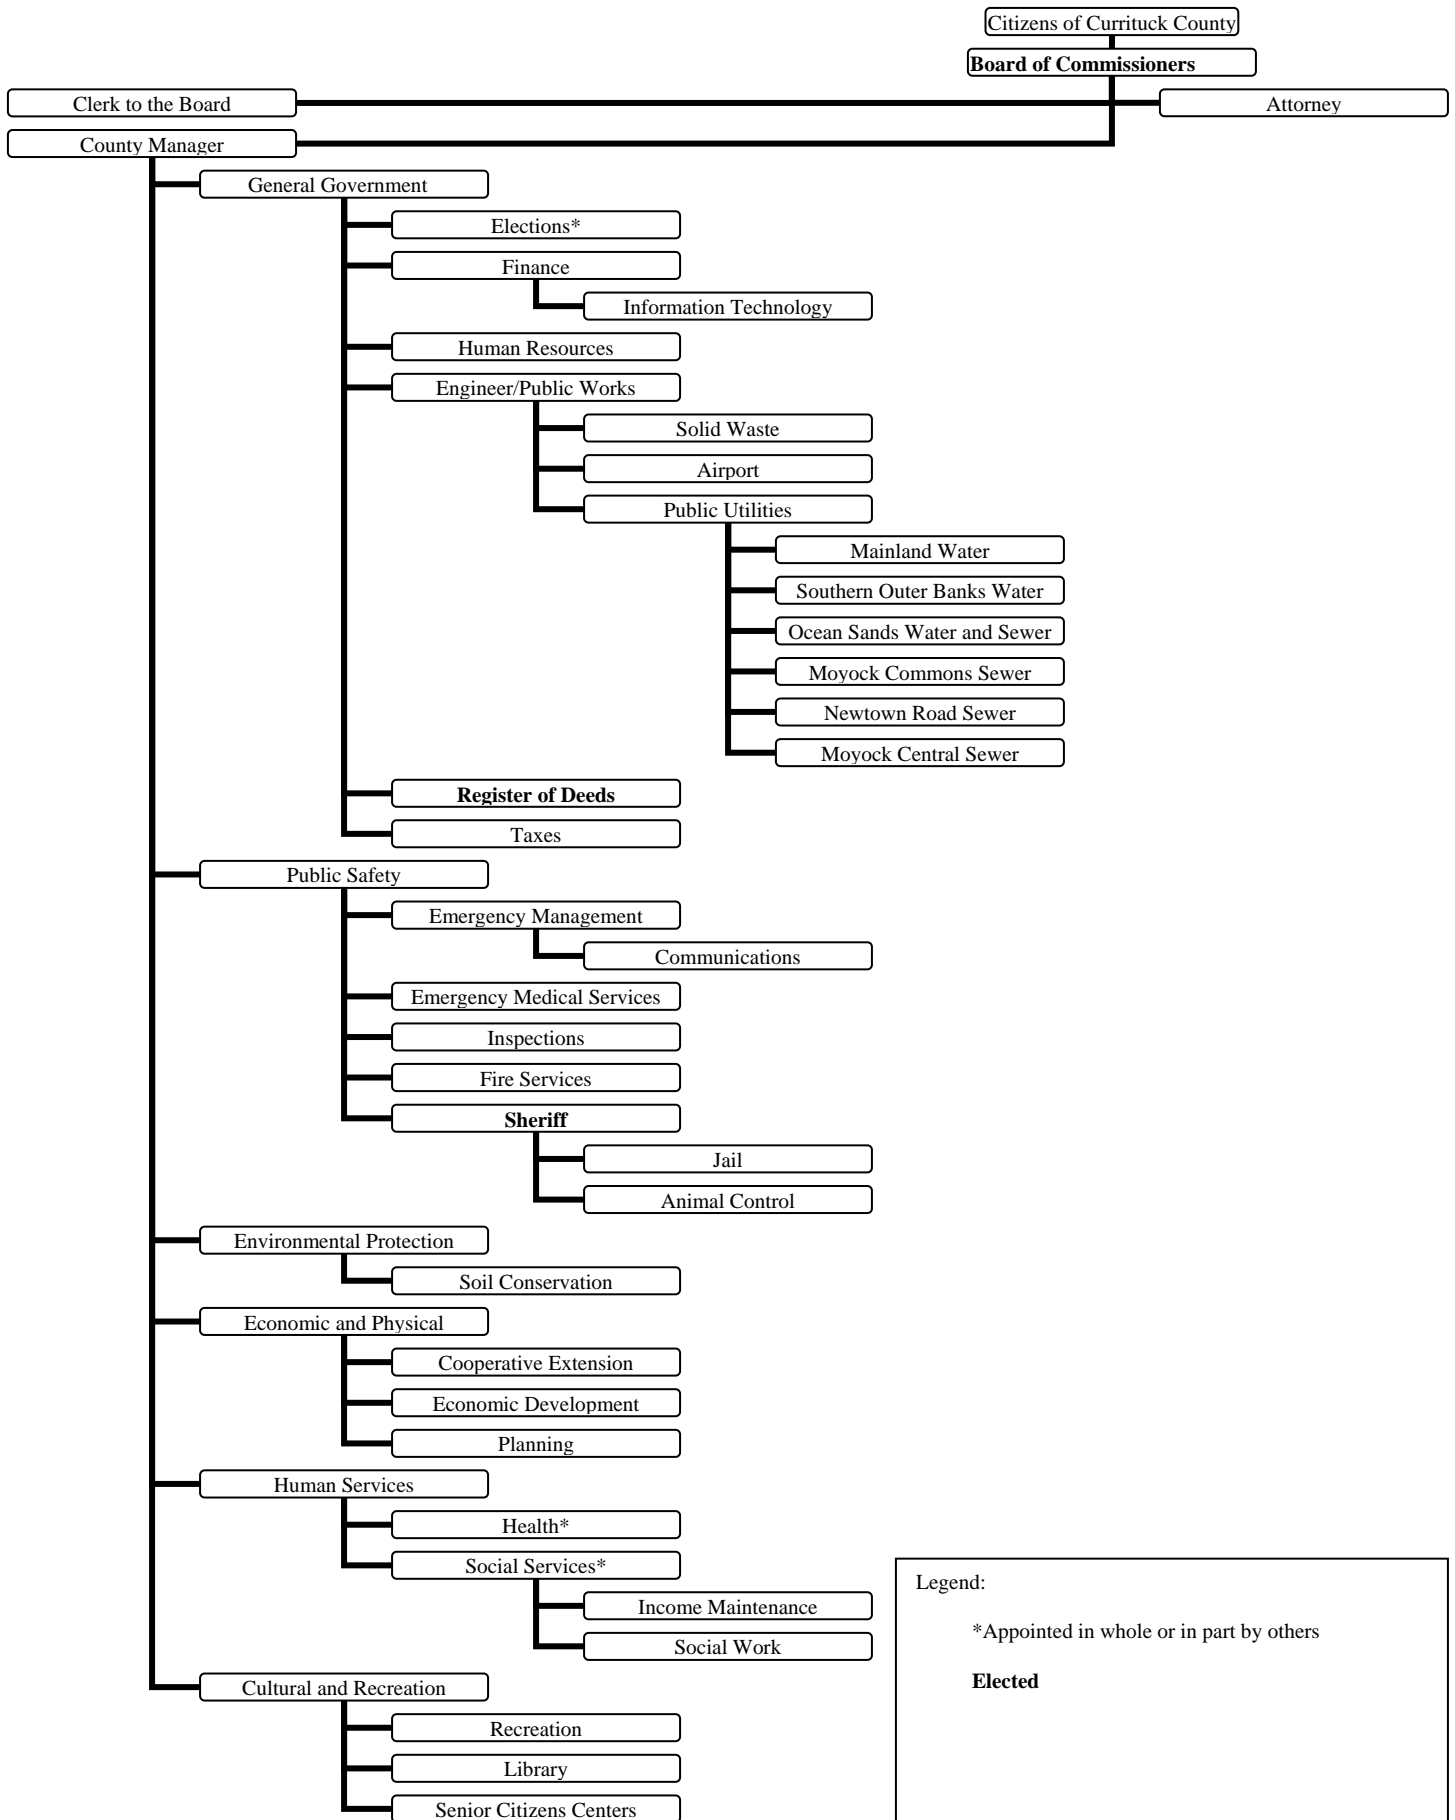 Citizens of Currituck County
Board of Commissioners
Clerk to the Board
Attorney
County Manager
General Government
Elections*
Finance
Information Technology
Human Resources
Engineer/Public Works
Solid Waste
Airport
Public Utilities
Mainland Water
Southern Outer Banks Water
Ocean Sands Water and Sewer
Moyock Commons Sewer
Newtown Road Sewer
Moyock Central Sewer
Register of Deeds
Taxes
Public Safety
Emergency Management
Communications
Emergency Medical Services
Inspections
Fire Services
Sheriff
Jail
Animal Control
Environmental Protection
Soil Conservation
Economic and Physical
Cooperative Extension
Economic Development
Planning
Human Services
Health*
Social Services*
Income Maintenance
Social Work
Cultural and Recreation
Recreation
Library
Senior Citizens Centers
Legend:
*Appointed in whole or in part by others
Elected